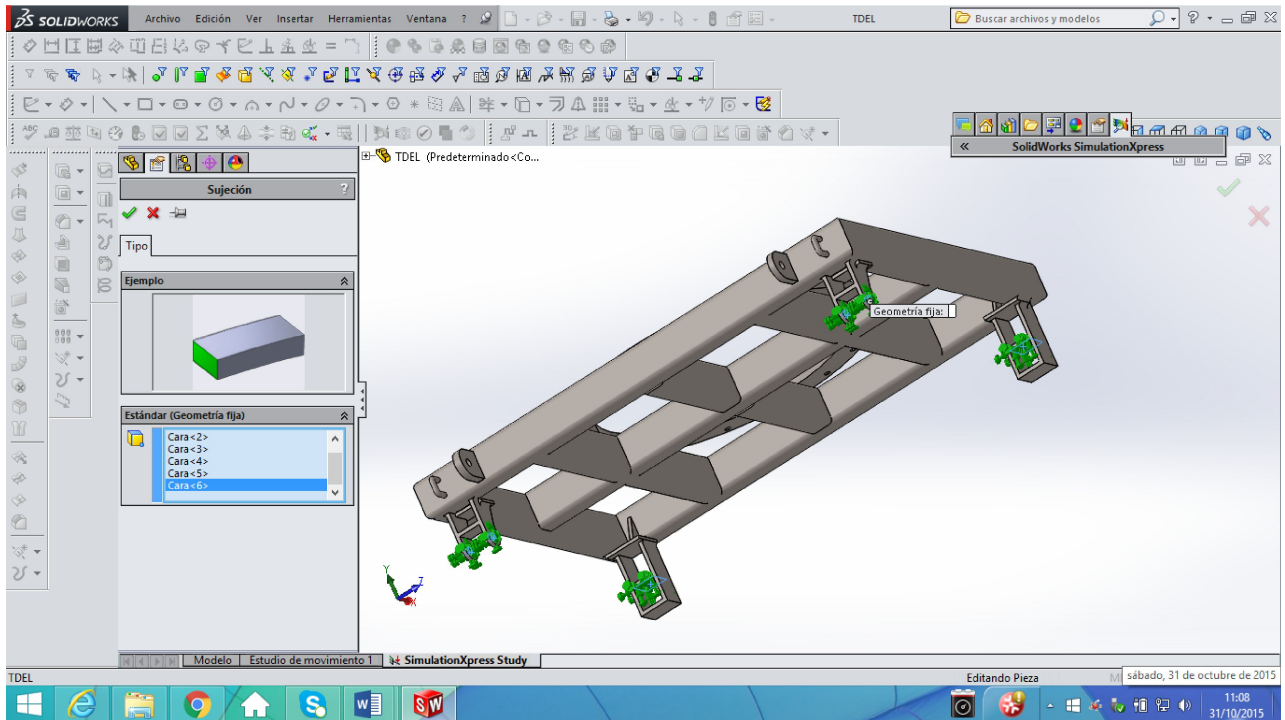 SOLIDWORKS Archivo Edición Ver Insertar Herramientas Ventana ? TDEL Buscar archivos y modelos ?
SolidWorks SimulationXpress
TDEL (Predeterminado<Co...
Sujeción ?
Tipo
Ejemplo
Geometría fija:
Estándar (Geometría fija)
Cara<2>
Cara<3>
Cara<4>
Cara<5>
Cara<6>
Y
Z
X
Modelo Estudio de movimiento 1 SimulationXpress Study
TDEL Editando Pieza sábado, 31 de octubre de 2015
11:08
31/10/2015